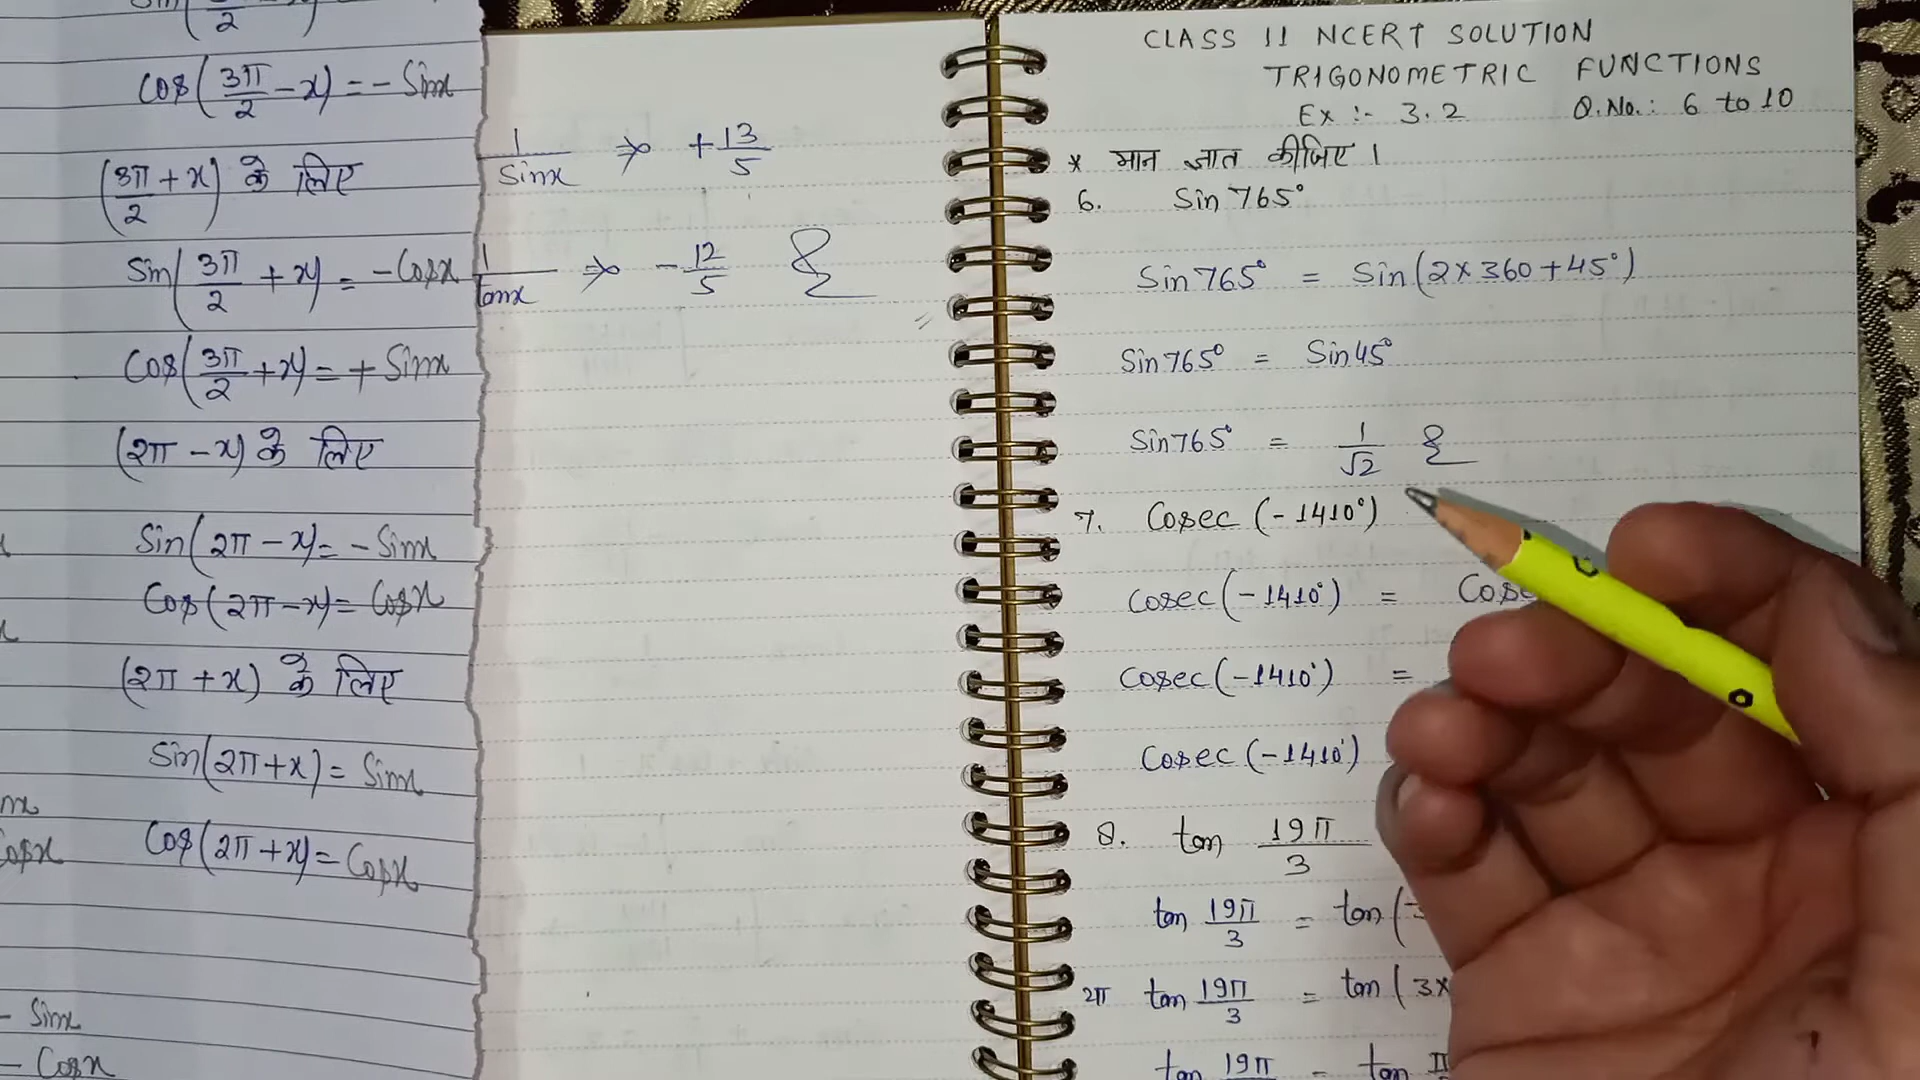 Cos(3π/2 - x) = - Sinx
(3π/2 + x) के लिए
Sin(3π/2 + x) = - Cosx
Cos(3π/2 + x) = + Sinx
(2π - x) के लिए
Sin(2π - x) = - Sinx
Cos(2π - x) = Cosx
(2π + x) के लिए
Sin(2π + x) = Sinx
Cos(2π + x) = Cosx
- Sinx
- Cosx
1/Sinx ⇒ + 13/5
1/tanx ⇒ - 12/5
CLASS 11 NCERT SOLUTION
TRIGONOMETRIC FUNCTIONS
Ex :- 3.2 Q.No.: 6 to 10
* मान ज्ञात कीजिए।
6. Sin 765°
Sin 765° = Sin(2×360+45°)
Sin 765° = Sin 45°
Sin 765° = 1/√2
7. Cosec (-1410°)
Cosec (-1410°) =
Cosec (-1410°) =
Cosec (-1410°)
8. tan 19π/3
tan 19π/3 = tan (
2π tan 19π/3 = tan (3×
tan 19π = tan π